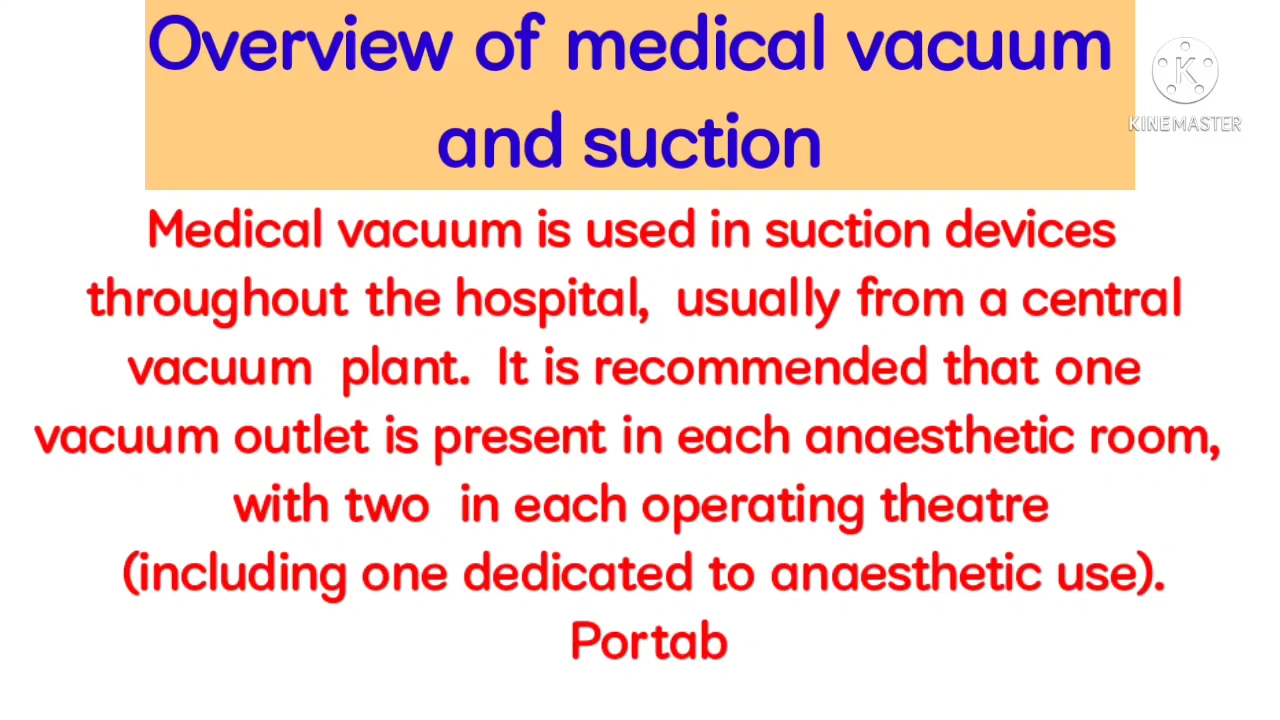 Overview of medical vacuum
and suction
KINEMASTER
Medical vacuum is used in suction devices
throughout the hospital, usually from a central
vacuum plant. It is recommended that one
vacuum outlet is present in each anaesthetic room,
with two in each operating theatre
(including one dedicated to anaesthetic use).
Portab